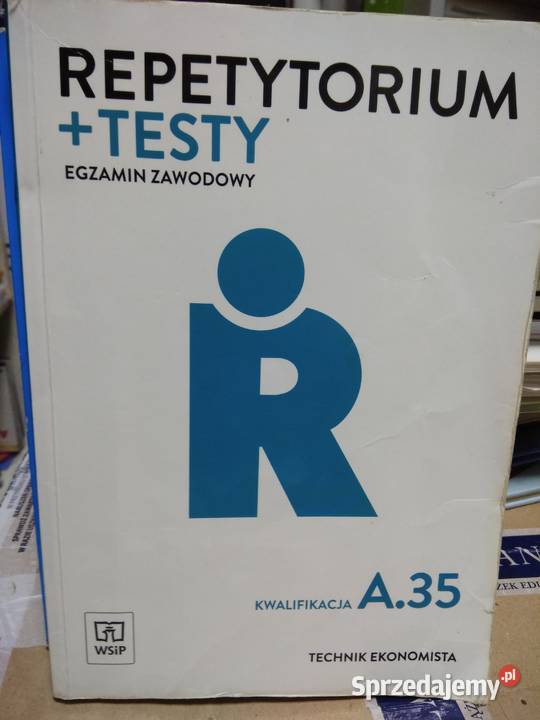 REPETYTORIUM
+TESTY
EGZAMIN ZAWODOWY
R
KWALIFIKACJA A.35
WSiP
TECHNIK EKONOMISTA
Sprzedajemy.pl